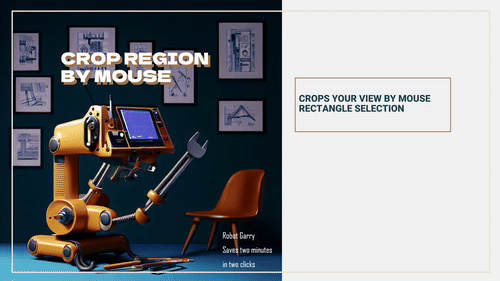 CROP REGION
BY MOUSE
CROPS YOUR VIEW BY MOUSE
RECTANGLE SELECTION
Robot Garry
Saves two minutes
in two clicks